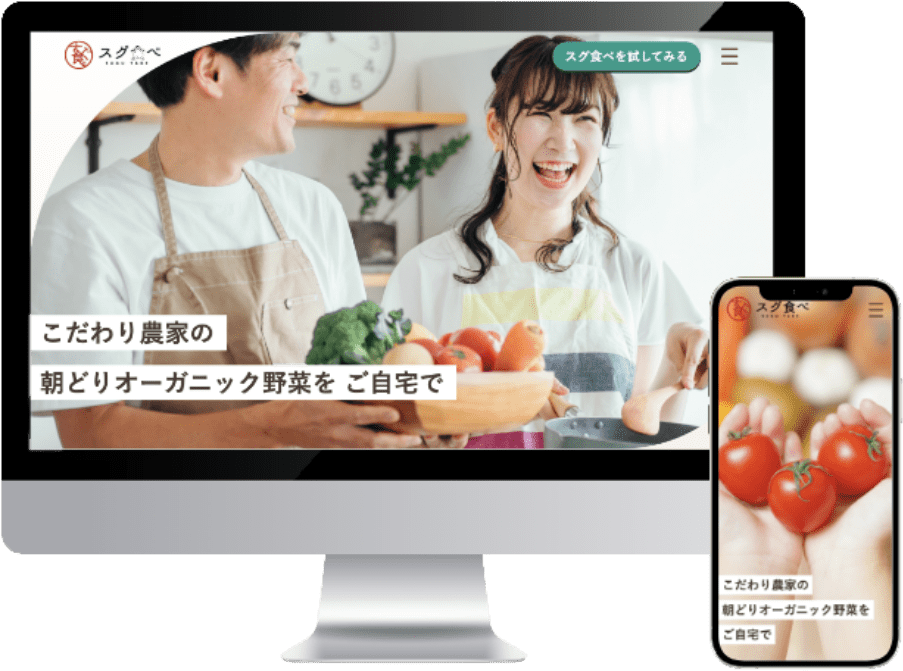 食 スグ食べ
SUGU TABE
スグ食べを試してみる
こだわり農家の
朝どりオーガニック野菜を ご自宅で
食 スグ食べ
SUGU TABE
こだわり農家の
朝どりオーガニック野菜を
ご自宅で